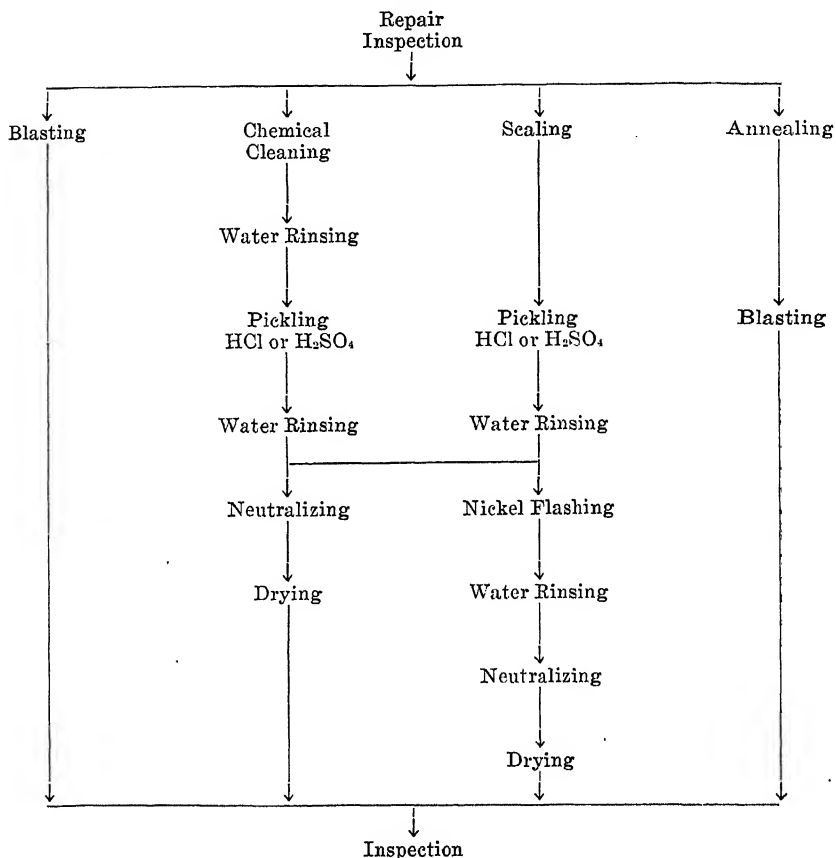 Repair
Inspection
Blasting
Chemical
Cleaning
Scaling
Annealing
Water Rinsing
Pickling
HCl or H₂SO₄
Pickling
HCl or H₂SO₄
Blasting
Water Rinsing
Water Rinsing
Neutralizing
Nickel Flashing
Drying
Water Rinsing
Neutralizing
Drying
Inspection